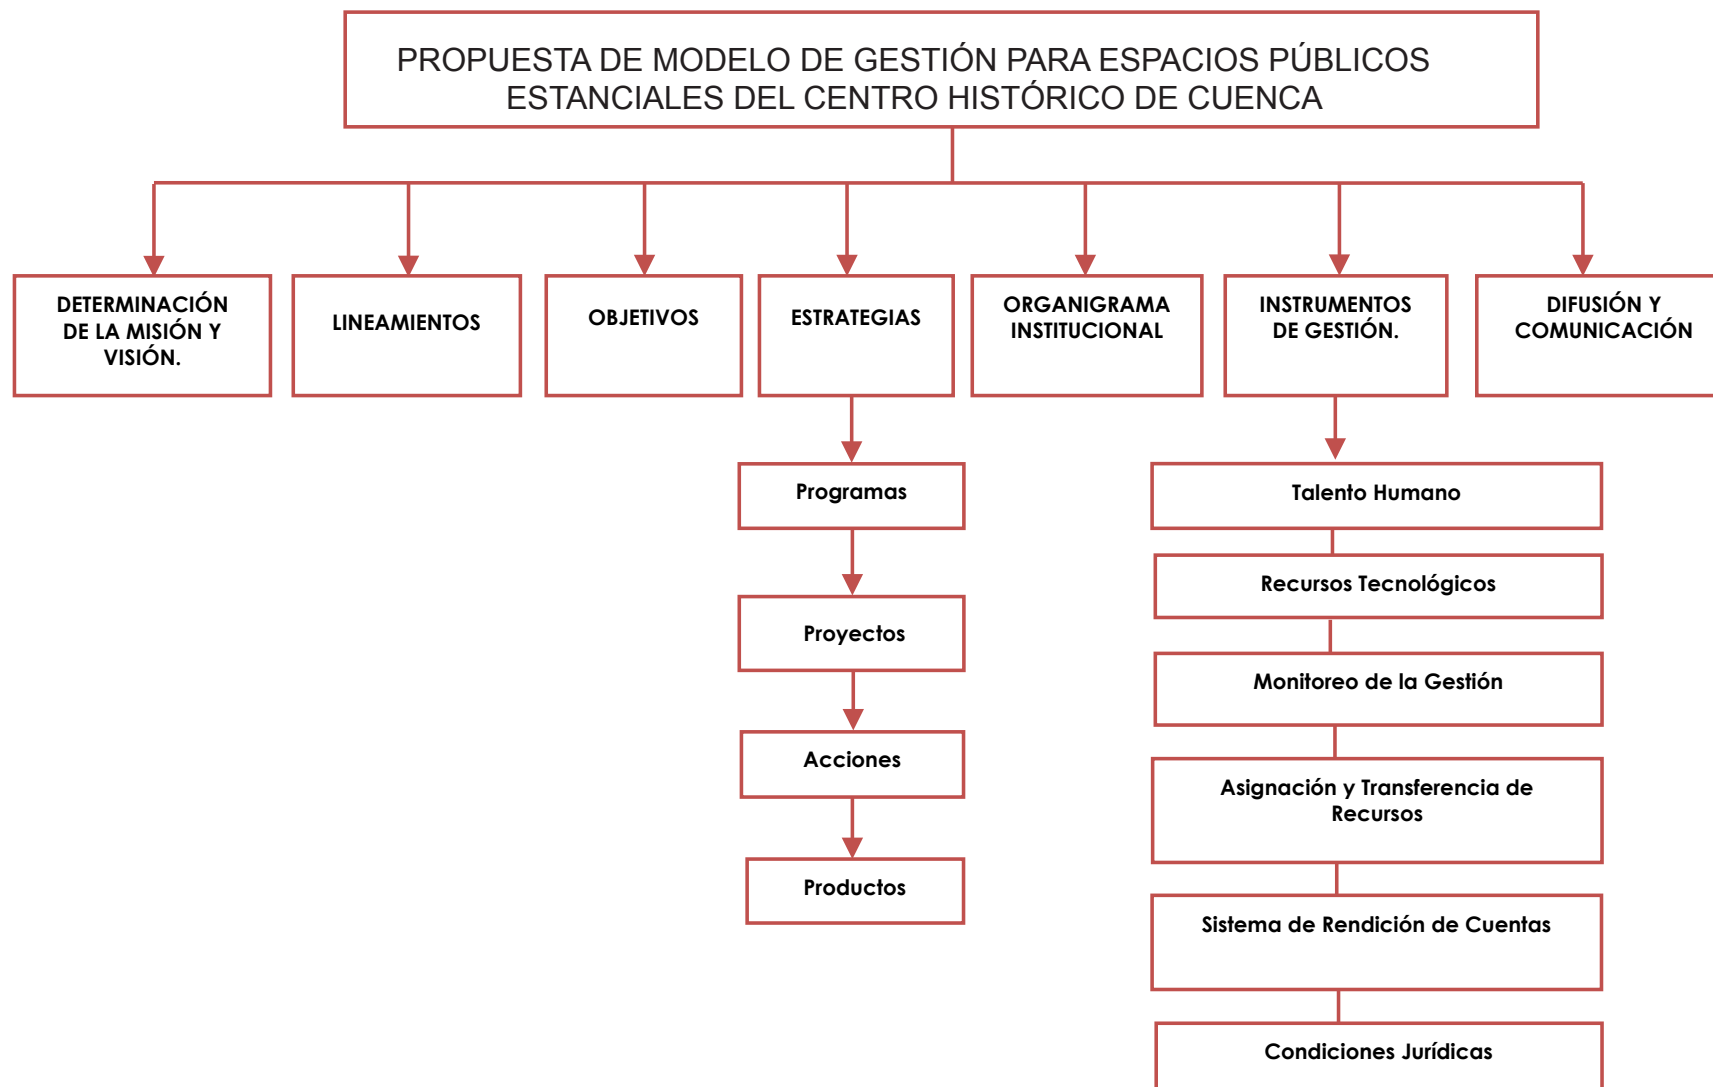 PROPUESTA DE MODELO DE GESTIÓN PARA ESPACIOS PÚBLICOS
ESTANCIALES DEL CENTRO HISTÓRICO DE CUENCA
DETERMINACIÓN
DE LA MISIÓN Y
VISIÓN.
LINEAMIENTOS
OBJETIVOS
ESTRATEGIAS
ORGANIGRAMA
INSTITUCIONAL
INSTRUMENTOS
DE GESTIÓN.
DIFUSIÓN Y
COMUNICACIÓN
Programas
Proyectos
Acciones
Productos
Talento Humano
Recursos Tecnológicos
Monitoreo de la Gestión
Asignación y Transferencia de
Recursos
Sistema de Rendición de Cuentas
Condiciones Jurídicas